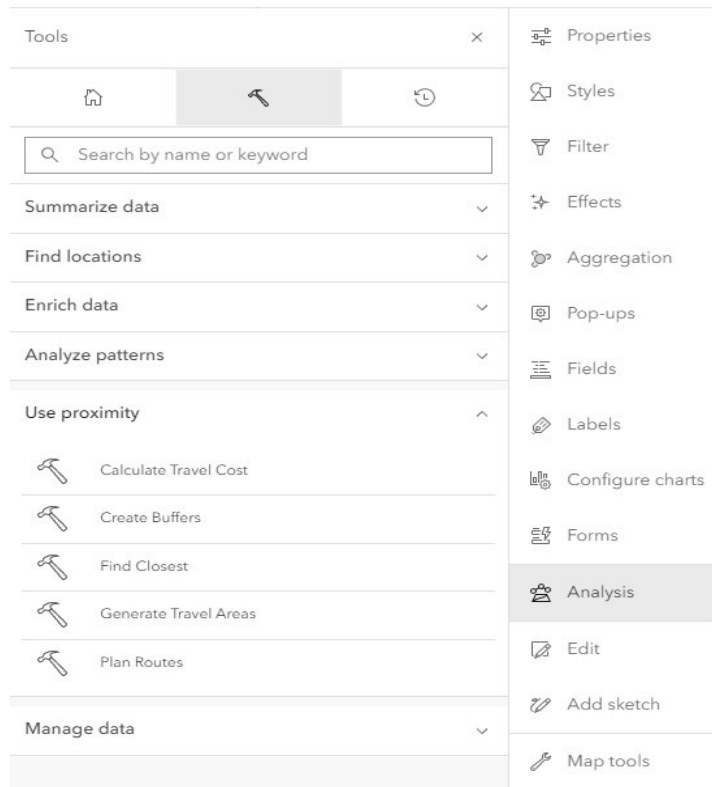 Tools
Search by name or keyword
Summarize data
Find locations
Enrich data
Analyze patterns
Use proximity
Calculate Travel Cost
Create Buffers
Find Closest
Generate Travel Areas
Plan Routes
Manage data
Properties
Styles
Filter
Effects
Aggregation
Pop-ups
Fields
Labels
Configure charts
Forms
Analysis
Edit
Add sketch
Map tools